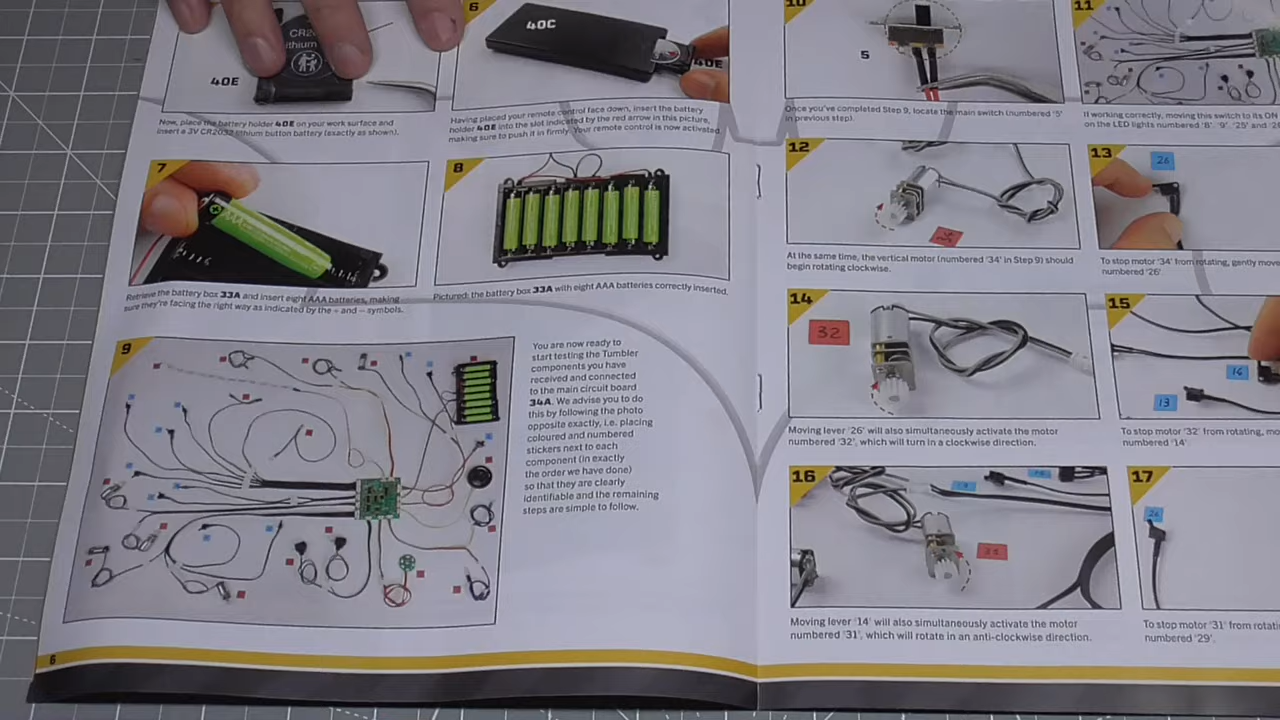 40E
Now, place the battery holder 40E on your work surface and
insert a 3V CR2032 lithium button battery (exactly as shown).
6
40C
40E
Having placed your remote control face down, insert the battery
holder 40E into the slot indicated by the red arrow in this picture,
making sure to push it in firmly. Your remote control is now activated.
7
AAA
Retrieve the battery box 33A and insert eight AAA batteries, making
sure they're facing the right way as indicated by the + and – symbols.
8
Pictured: the battery box 33A with eight AAA batteries correctly inserted.
9
You are now ready to
start testing the Tumbler
components you have
received and connected
to the main circuit board
34A. We advise you to do
this by following the photo
opposite exactly, i.e. placing
coloured and numbered
stickers next to each
component (in exactly
the order we have done)
so that they are clearly
identifiable and the remaining
steps are simple to follow.
6
10
5
Once you've completed Step 9, locate the main switch (numbered '5'
in previous step).
11
If working correctly, moving this switch to its ON
on the LED lights numbered '8', '9', '25' and
12
At the same time, the vertical motor (numbered '34' in Step 9) should
begin rotating clockwise.
13
26
To stop motor '34' from rotating, gently move
numbered '26'.
14
32
Moving lever '26' will also simultaneously activate the motor
numbered '32', which will turn in a clockwise direction.
15
14
13
To stop motor '32' from rotating, mo
numbered '14'
16
31
Moving lever '14' will also simultaneously activate the motor
numbered '31', which will rotate in an anti-clockwise direction.
17
26
To stop motor '31' from rotati
numbered '29'.